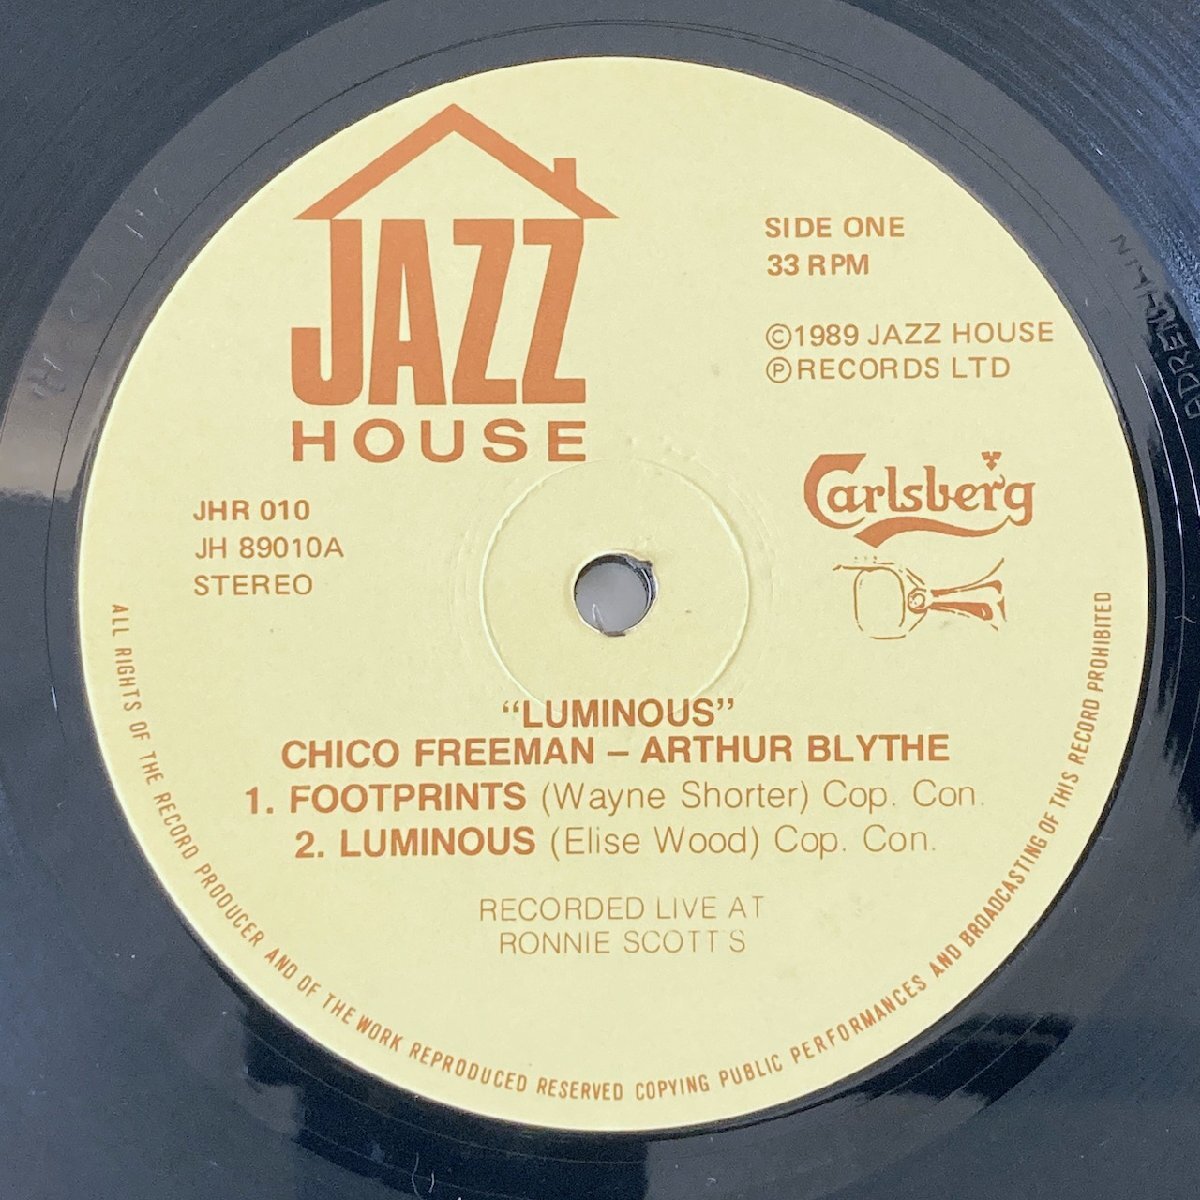 JAZZ
HOUSE
SIDE ONE
33 RPM
©1989 JAZZ HOUSE
℗RECORDS LTD
Carlsberg
JHR 010
JH 89010A
STEREO
"LUMINOUS"
CHICO FREEMAN – ARTHUR BLYTHE
1. FOOTPRINTS (Wayne Shorter) Cop. Con.
2. LUMINOUS (Elise Wood) Cop. Con.
RECORDED LIVE AT
RONNIE SCOTT'S
ALL RIGHTS OF THE RECORD PRODUCER AND OF THE WORK REPRODUCED RESERVED COPYING PUBLIC PERFORMANCES AND BROADCASTING OF THIS RECORD PROHIBITED